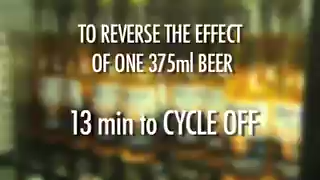 TO REVERSE THE EFFECT
OF ONE 375ml BEER
13 min to CYCLE OFF